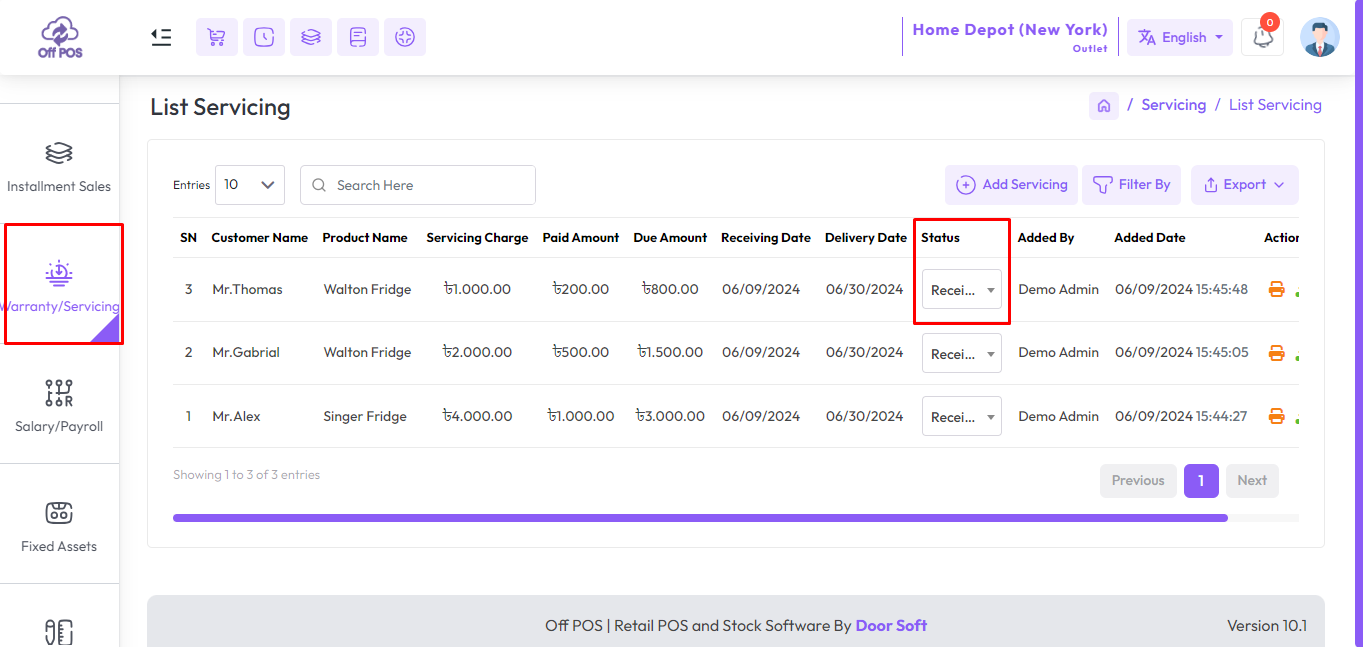 Off POS
Home Depot (New York)
Outlet
English
0
List Servicing
/ Servicing / List Servicing
Installment Sales
Warranty/Servicing
Salary/Payroll
Fixed Assets
Entries 10 Search Here Add Servicing Filter By Export
SN Customer Name Product Name Servicing Charge Paid Amount Due Amount Receiving Date Delivery Date Status Added By Added Date Action
3 Mr.Thomas Walton Fridge ৳1.000.00 ৳200.00 ৳800.00 06/09/2024 06/30/2024 Recei... Demo Admin 06/09/2024 15:45:48
2 Mr.Gabrial Walton Fridge ৳2.000.00 ৳500.00 ৳1.500.00 06/09/2024 06/30/2024 Recei... Demo Admin 06/09/2024 15:45:05
1 Mr.Alex Singer Fridge ৳4.000.00 ৳1.000.00 ৳3.000.00 06/09/2024 06/30/2024 Recei... Demo Admin 06/09/2024 15:44:27
Showing 1 to 3 of 3 entries
Previous 1 Next
Off POS | Retail POS and Stock Software By Door Soft
Version 10.1